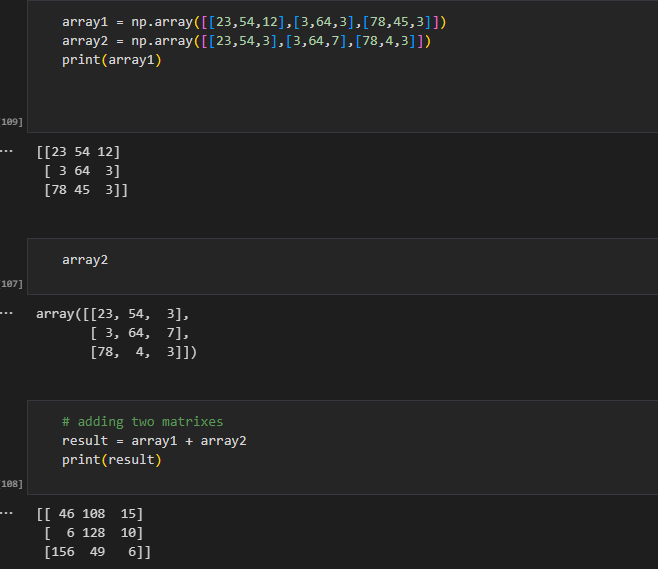 array1 = np.array([[23,54,12],[3,64,3],[78,45,3]])
array2 = np.array([[23,54,3],[3,64,7],[78,4,3]])
print(array1)
109]
... [[23 54 12]
 [ 3 64  3]
 [78 45  3]]
array2
[107]
... array([[23, 54,  3],
       [ 3, 64,  7],
       [78,  4,  3]])
# adding two matrixes
result = array1 + array2
print(result)
108]
... [[ 46 108  15]
 [  6 128  10]
 [156  49   6]]